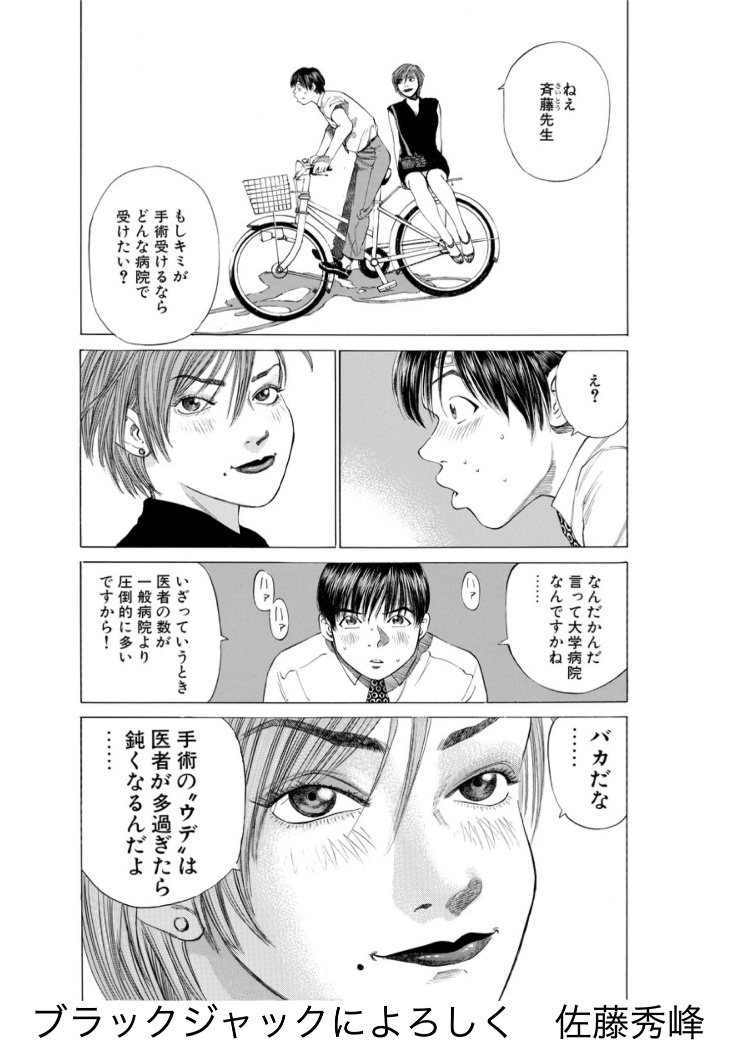 ねえ
斉藤先生
さいとう
もしキミが
手術受けるなら
どんな病院で
受けたい?
え?
なんだかんだ
言って大学病院
なんですかね
……
ハァ
ハァ
ハァ
いざっていうとき
医者の数が
一般病院より
圧倒的に多い
ですから!
バカだな
……
手術の〝ウデ〟は
医者が多過ぎたら
鈍くなるんだよ
……
ブラックジャックによろしく 佐藤秀峰